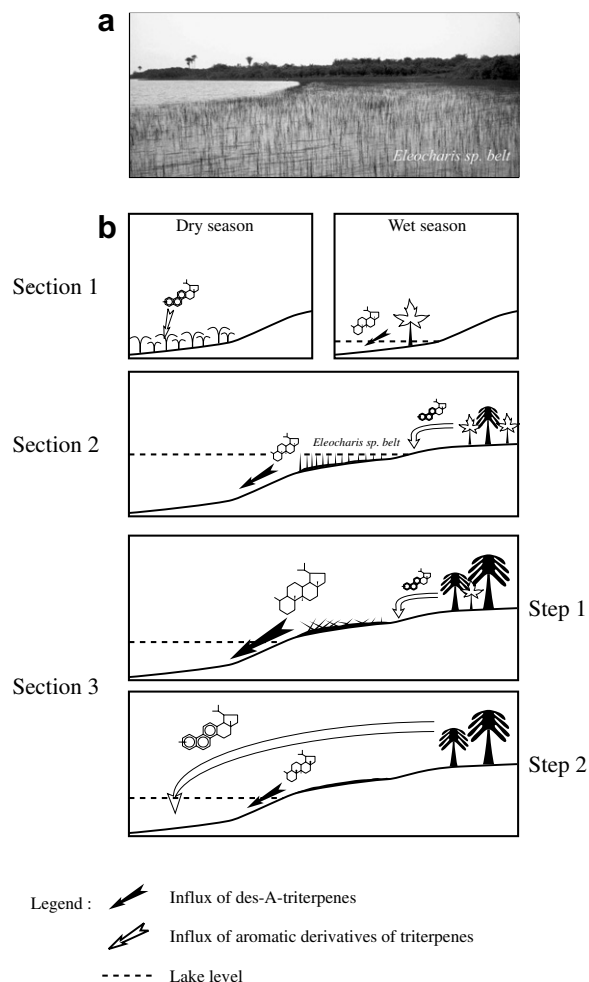 a
Eleocharis sp. belt
b
Dry season
Wet season
Section 1
Section 2
Eleocharis sp. belt
Step 1
Section 3
Step 2
Legend :
Influx of des-A-triterpenes
Influx of aromatic derivatives of triterpenes
Lake level